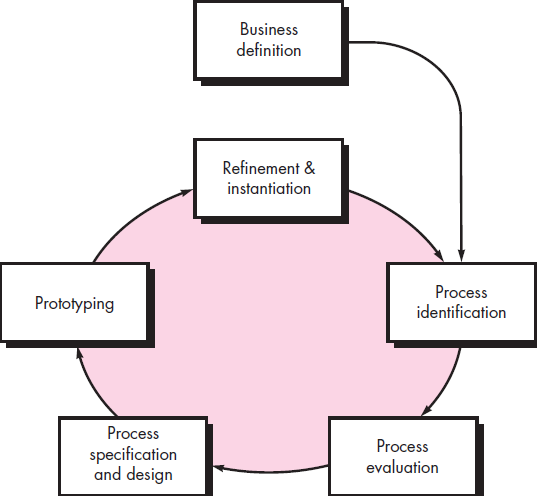 Business
definition
Refinement &
instantiation
Process
identification
Prototyping
Process
specification
and design
Process
evaluation